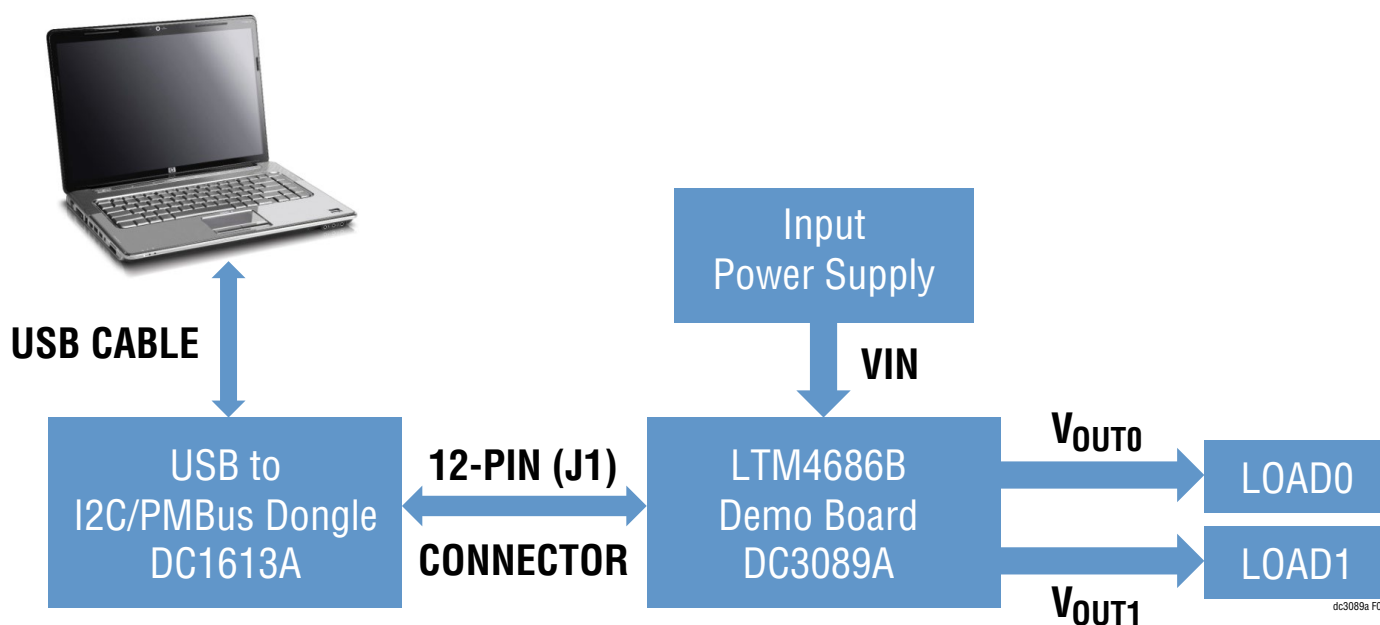 Input
Power Supply
USB CABLE
VIN
USB to
I2C/PMBus Dongle
DC1613A
12-PIN (J1)
CONNECTOR
LTM4686B
Demo Board
DC3089A
VOUT0
LOAD0
LOAD1
VOUT1